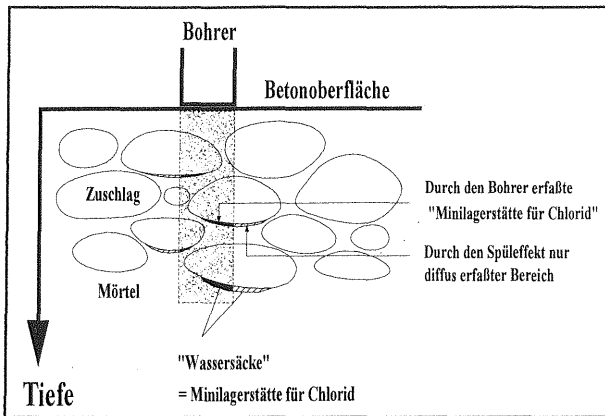 Bohrer
Betonoberfläche
Zuschlag
Durch den Bohrer erfaßte
"Minilagerstätte für Chlorid"
Durch den Spüleffekt nur
diffus erfaßter Bereich
Mörtel
"Wassersäcke"
= Minilagerstätte für Chlorid
Tiefe